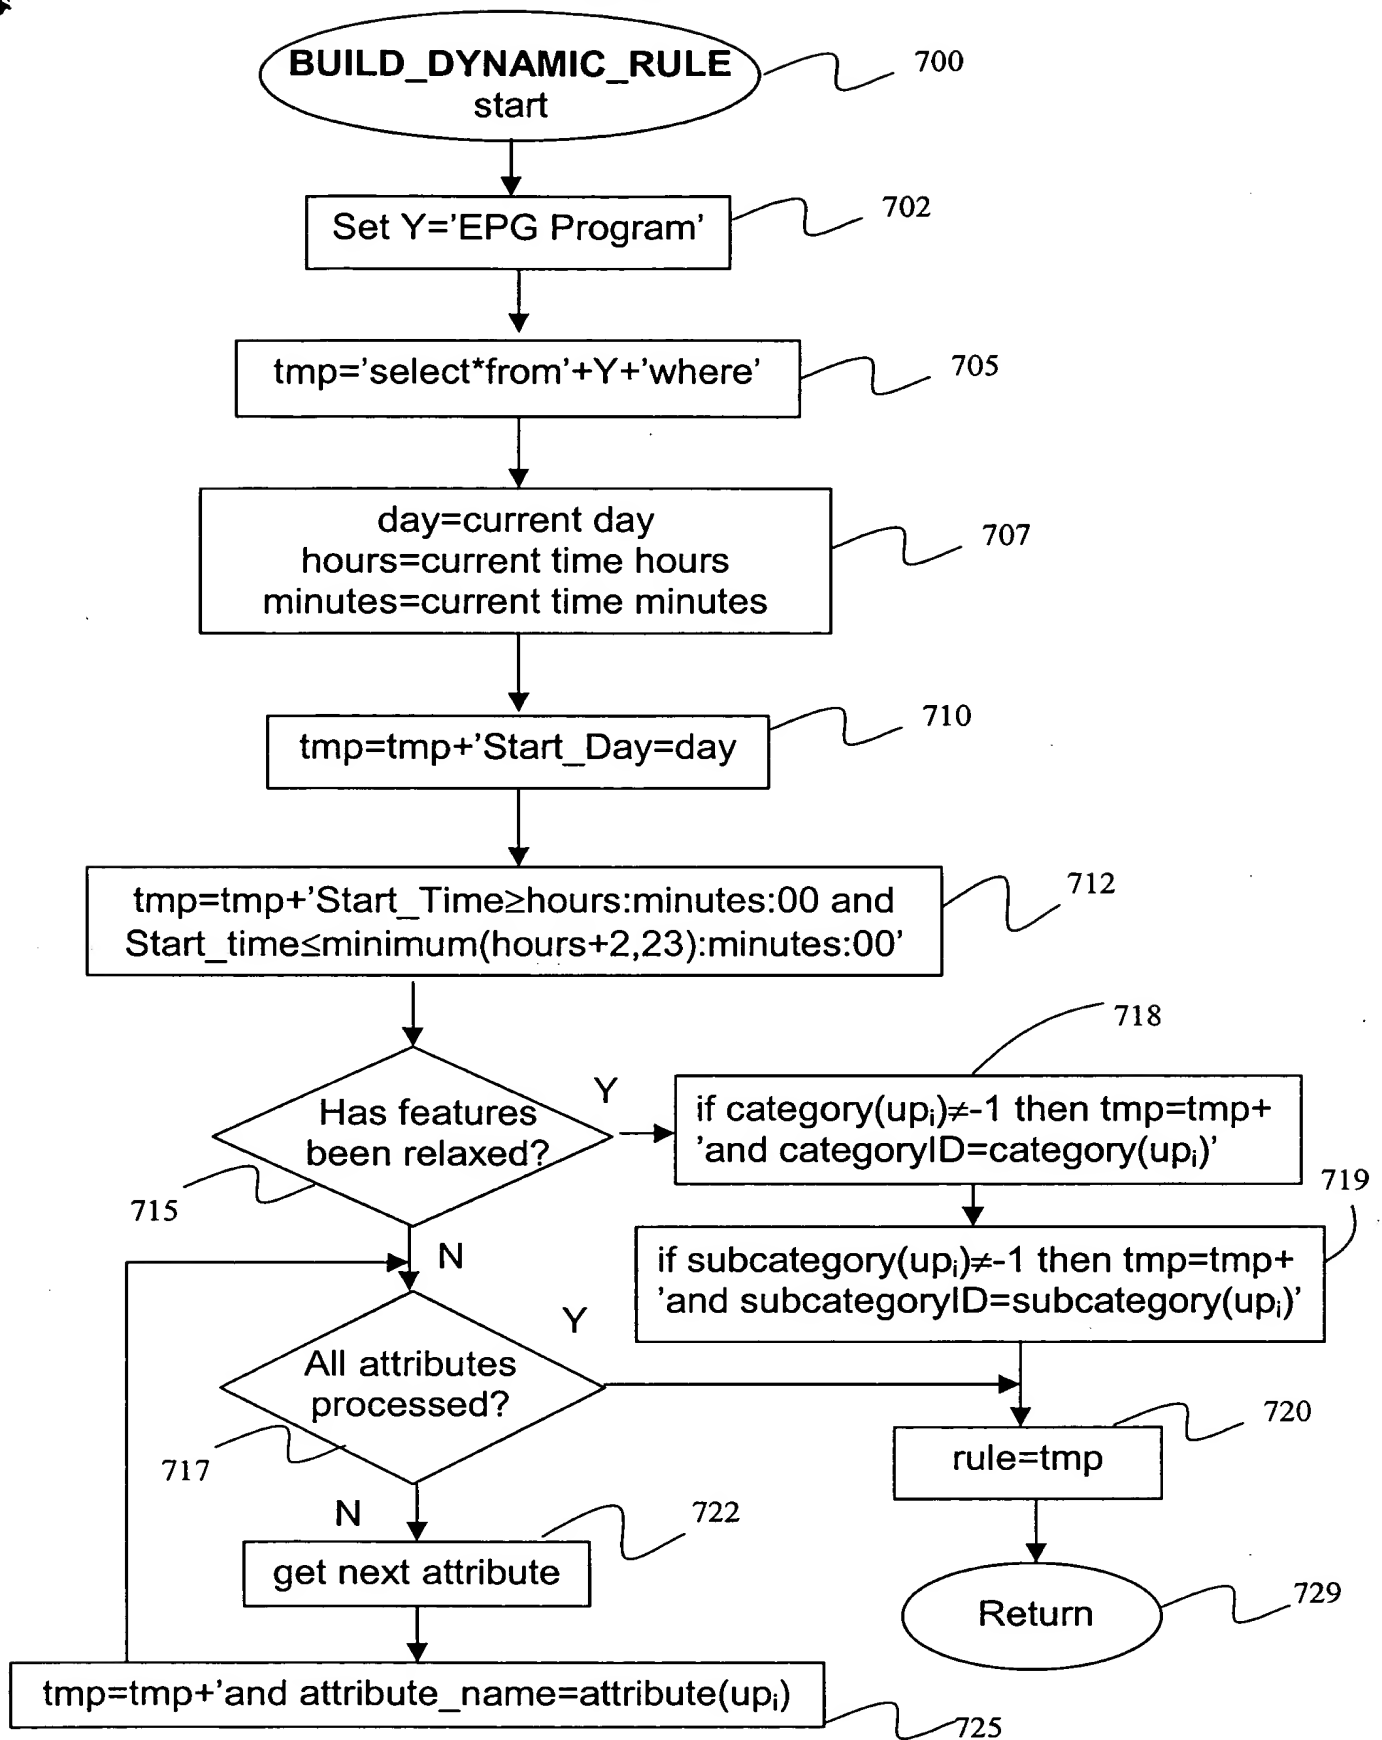 BUILD_DYNAMIC_RULE
start
700
Set Y='EPG Program'
702
tmp='select*from'+Y+'where'
705
day=current day
hours=current time hours
minutes=current time minutes
707
tmp=tmp+'Start_Day=day
710
tmp=tmp+'Start_Time≥hours:minutes:00 and
Start_time≤minimum(hours+2,23):minutes:00'
712
Has features
been relaxed?
715
Y
N
718
if category(upᵢ)≠-1 then tmp=tmp+
'and categoryID=category(upᵢ)'
719
if subcategory(upᵢ)≠-1 then tmp=tmp+
'and subcategoryID=subcategory(upᵢ)'
All attributes
processed?
717
Y
N
720
rule=tmp
722
get next attribute
Return
729
tmp=tmp+'and attribute_name=attribute(upᵢ)
725